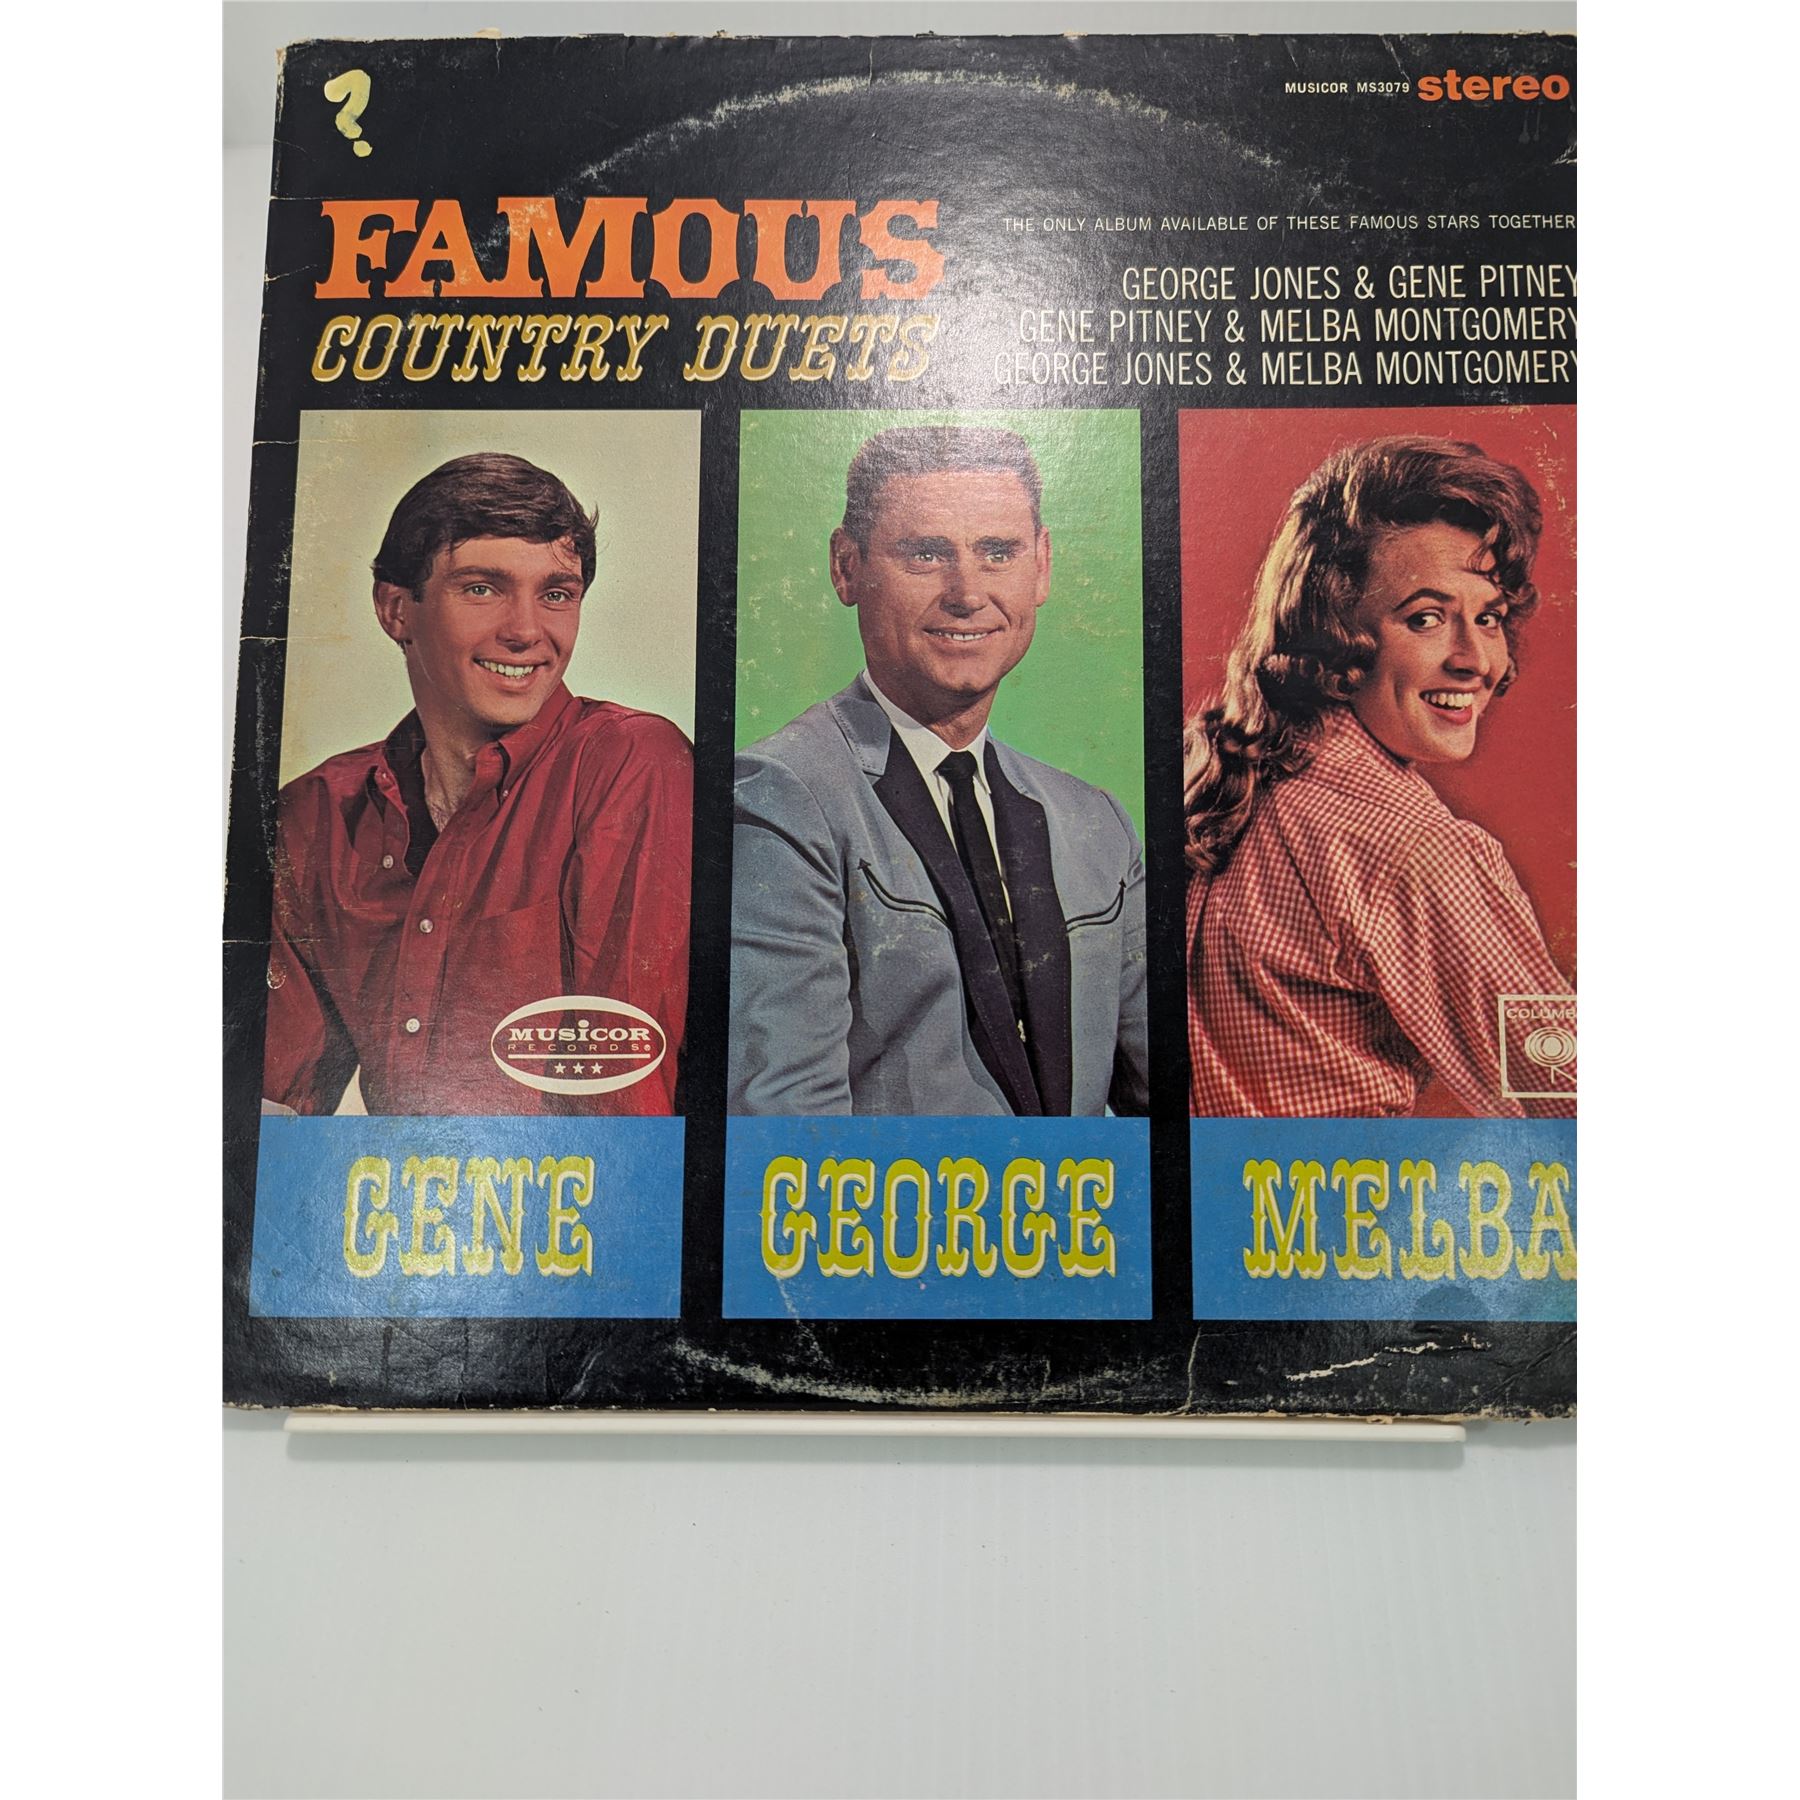 ?
MUSICOR MS3079 stereo
FAMOUS
COUNTRY DUETS
THE ONLY ALBUM AVAILABLE OF THESE FAMOUS STARS TOGETHER
GEORGE JONES & GENE PITNEY
GENE PITNEY & MELBA MONTGOMERY
GEORGE JONES & MELBA MONTGOMERY
MUSICOR
RECORDS®
COLUMB
GENE
GEORGE
MELBA